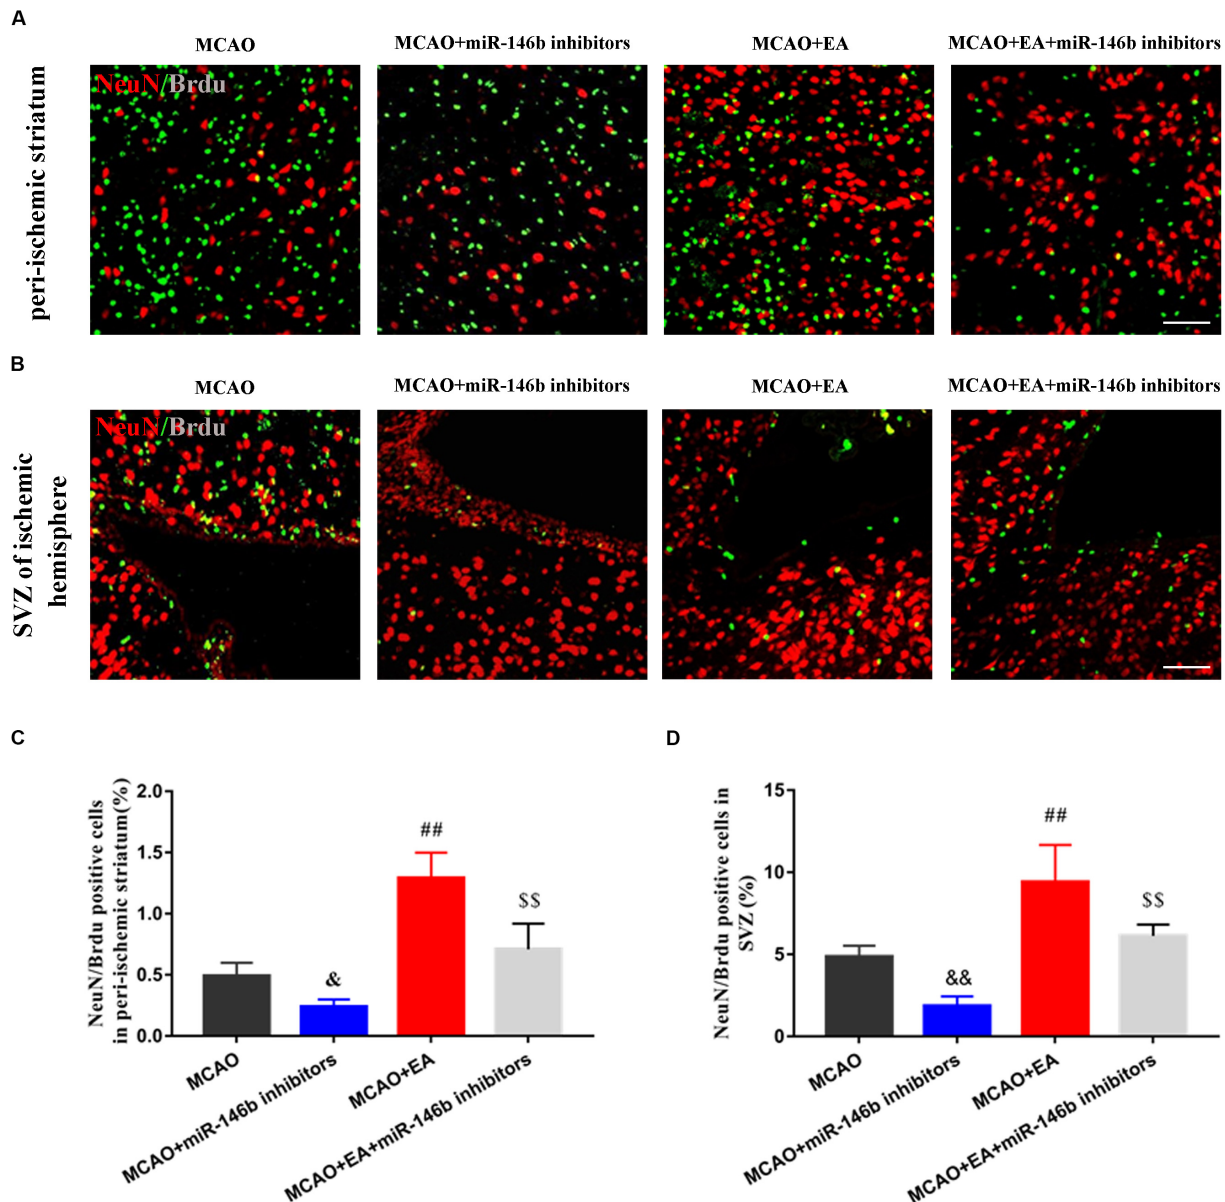 A
MCAO
MCAO+miR-146b inhibitors
MCAO+EA
MCAO+EA+miR-146b inhibitors
peri-ischemic striatum
NeuN/Brdu
B
MCAO
MCAO+miR-146b inhibitors
MCAO+EA
MCAO+EA+miR-146b inhibitors
SVZ of ischemic
hemisphere
NeuN/Brdu
C
NeuN/Brdu positive cells
in peri-ischemic striatum(%)
2.0
1.5
1.0
0.5
0.0
&
##
$$
MCAO
MCAO+miR-146b inhibitors
MCAO+EA
MCAO+EA+miR-146b inhibitors
D
NeuN/Brdu positive cells in
SVZ (%)
15
10
5
0
&&
##
$$
MCAO
MCAO+miR-146b inhibitors
MCAO+EA
MCAO+EA+miR-146b inhibitors